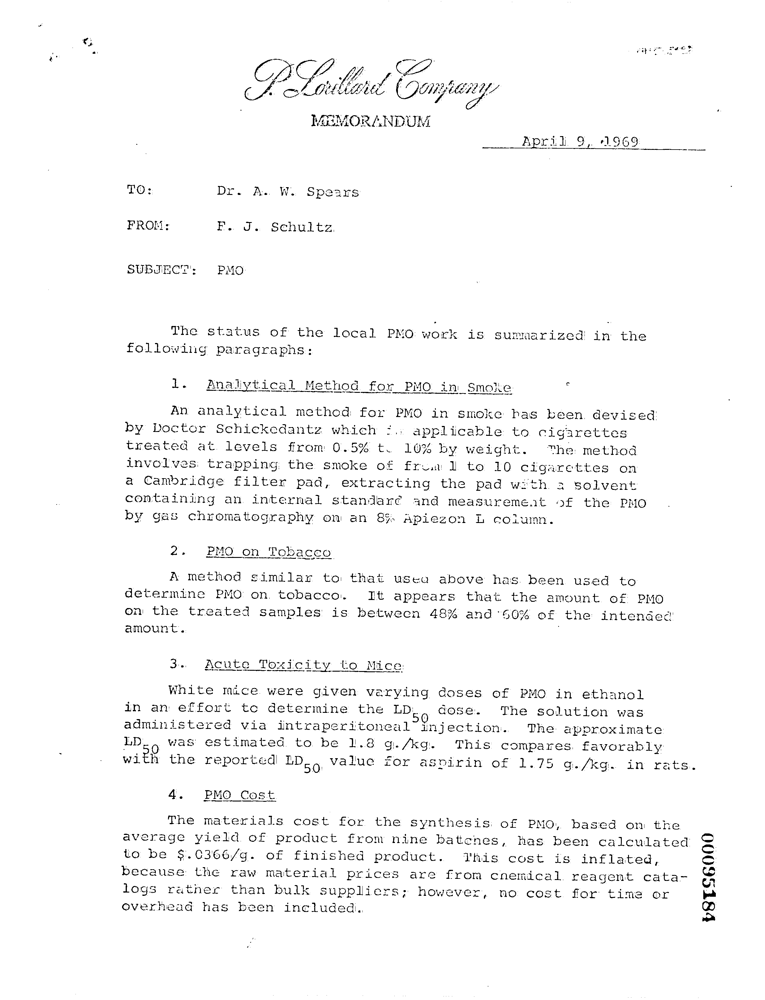 P. Lorillard Company
MEMORANDUM
April 9, 1969
TO: Dr. A. W. Spears
FROM: F. J. Schultz
SUBJECT: PMO
The status of the local PMO work is summarized in the
following paragraphs:
1. Analytical Method for PMO in Smoke
An analytical method for PMO in smoke has been devised
by Doctor Schickedantz which is applicable to cigarettes
treated at levels from 0.5% to 10% by weight. The method
involves trapping the smoke of from 1 to 10 cigarettes on
a Cambridge filter pad, extracting the pad with a solvent
containing an internal standard and measurement of the PMO
by gas chromatography on an 8% Apiezon L column.
2. PMO on Tobacco
A method similar to that used above has been used to
determine PMO on tobacco. It appears that the amount of PMO
on the treated samples is between 48% and 60% of the intended
amount.
3. Acute Toxicity to Mice
White mice were given varying doses of PMO in ethanol
in an effort to determine the LD50 dose. The solution was
administered via intraperitoneal injection. The approximate
LD50 was estimated to be 1.8 g./kg. This compares favorably
with the reported LD50 value for aspirin of 1.75 g./kg. in rats.
4. PMO Cost
The materials cost for the synthesis of PMO, based on the
average yield of product from nine batches, has been calculated
to be $.0366/g. of finished product. This cost is inflated,
because the raw material prices are from chemical reagent cata-
logs rather than bulk suppliers; however, no cost for time or
overhead has been included.
00095184